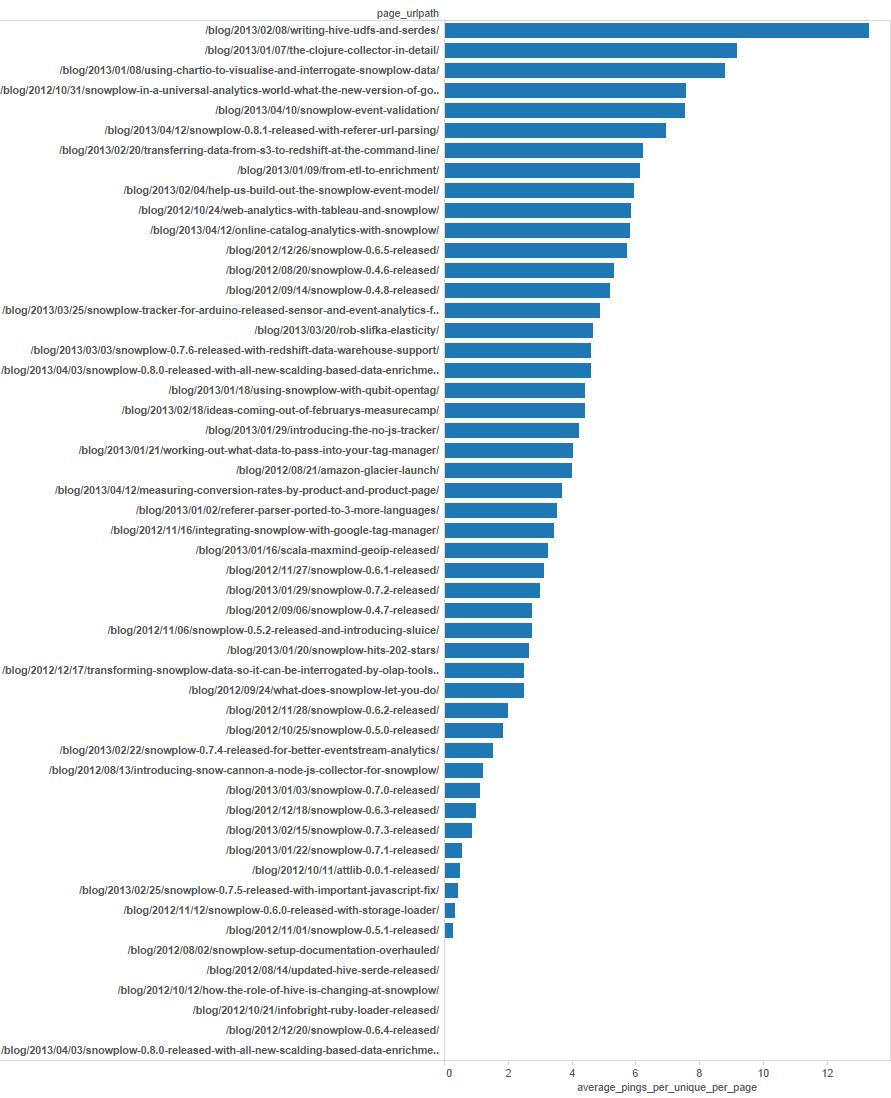 page_urlpath
/blog/2013/02/08/writing-hive-udfs-and-serdes/
/blog/2013/01/07/the-clojure-collector-in-detail/
/blog/2013/01/08/using-chartio-to-visualise-and-interrogate-snowplow-data/
/blog/2012/10/31/snowplow-in-a-universal-analytics-world-what-the-new-version-of-go..
/blog/2013/04/10/snowplow-event-validation/
/blog/2013/04/12/snowplow-0.8.1-released-with-referer-url-parsing/
/blog/2013/02/20/transferring-data-from-s3-to-redshift-at-the-command-line/
/blog/2013/01/09/from-etl-to-enrichment/
/blog/2013/02/04/help-us-build-out-the-snowplow-event-model/
/blog/2012/10/24/web-analytics-with-tableau-and-snowplow/
/blog/2013/04/12/online-catalog-analytics-with-snowplow/
/blog/2012/12/26/snowplow-0.6.5-released/
/blog/2012/08/20/snowplow-0.4.6-released/
/blog/2012/09/14/snowplow-0.4.8-released/
/blog/2013/03/25/snowplow-tracker-for-arduino-released-sensor-and-event-analytics-f..
/blog/2013/03/20/rob-slifka-elasticity/
/blog/2013/03/03/snowplow-0.7.6-released-with-redshift-data-warehouse-support/
/blog/2013/04/03/snowplow-0.8.0-released-with-all-new-scalding-based-data-enrichme..
/blog/2013/01/18/using-snowplow-with-qubit-opentag/
/blog/2013/02/18/ideas-coming-out-of-februarys-measurecamp/
/blog/2013/01/29/introducing-the-no-js-tracker/
/blog/2013/01/21/working-out-what-data-to-pass-into-your-tag-manager/
/blog/2012/08/21/amazon-glacier-launch/
/blog/2013/04/12/measuring-conversion-rates-by-product-and-product-page/
/blog/2013/01/02/referer-parser-ported-to-3-more-languages/
/blog/2012/11/16/integrating-snowplow-with-google-tag-manager/
/blog/2013/01/16/scala-maxmind-geoip-released/
/blog/2012/11/27/snowplow-0.6.1-released/
/blog/2013/01/29/snowplow-0.7.2-released/
/blog/2012/09/06/snowplow-0.4.7-released/
/blog/2012/11/06/snowplow-0.5.2-released-and-introducing-sluice/
/blog/2013/01/20/snowplow-hits-202-stars/
/blog/2012/12/17/transforming-snowplow-data-so-it-can-be-interrogated-by-olap-tools..
/blog/2012/09/24/what-does-snowplow-let-you-do/
/blog/2012/11/28/snowplow-0.6.2-released/
/blog/2012/10/25/snowplow-0.5.0-released/
/blog/2013/02/22/snowplow-0.7.4-released-for-better-eventstream-analytics/
/blog/2012/08/13/introducing-snow-cannon-a-node-js-collector-for-snowplow/
/blog/2013/01/03/snowplow-0.7.0-released/
/blog/2012/12/18/snowplow-0.6.3-released/
/blog/2013/02/15/snowplow-0.7.3-released/
/blog/2013/01/22/snowplow-0.7.1-released/
/blog/2012/10/11/attlib-0.0.1-released/
/blog/2013/02/25/snowplow-0.7.5-released-with-important-javascript-fix/
/blog/2012/11/12/snowplow-0.6.0-released-with-storage-loader/
/blog/2012/11/01/snowplow-0.5.1-released/
/blog/2012/08/02/snowplow-setup-documentation-overhauled/
/blog/2012/08/14/updated-hive-serde-released/
/blog/2012/10/12/how-the-role-of-hive-is-changing-at-snowplow/
/blog/2012/10/21/infobright-ruby-loader-released/
/blog/2012/12/20/snowplow-0.6.4-released/
/blog/2013/04/03/snowplow-0.8.0-released-with-all-new-scalding-based-data-enrichme..
0 2 4 6 8 10 12
average_pings_per_unique_per_page